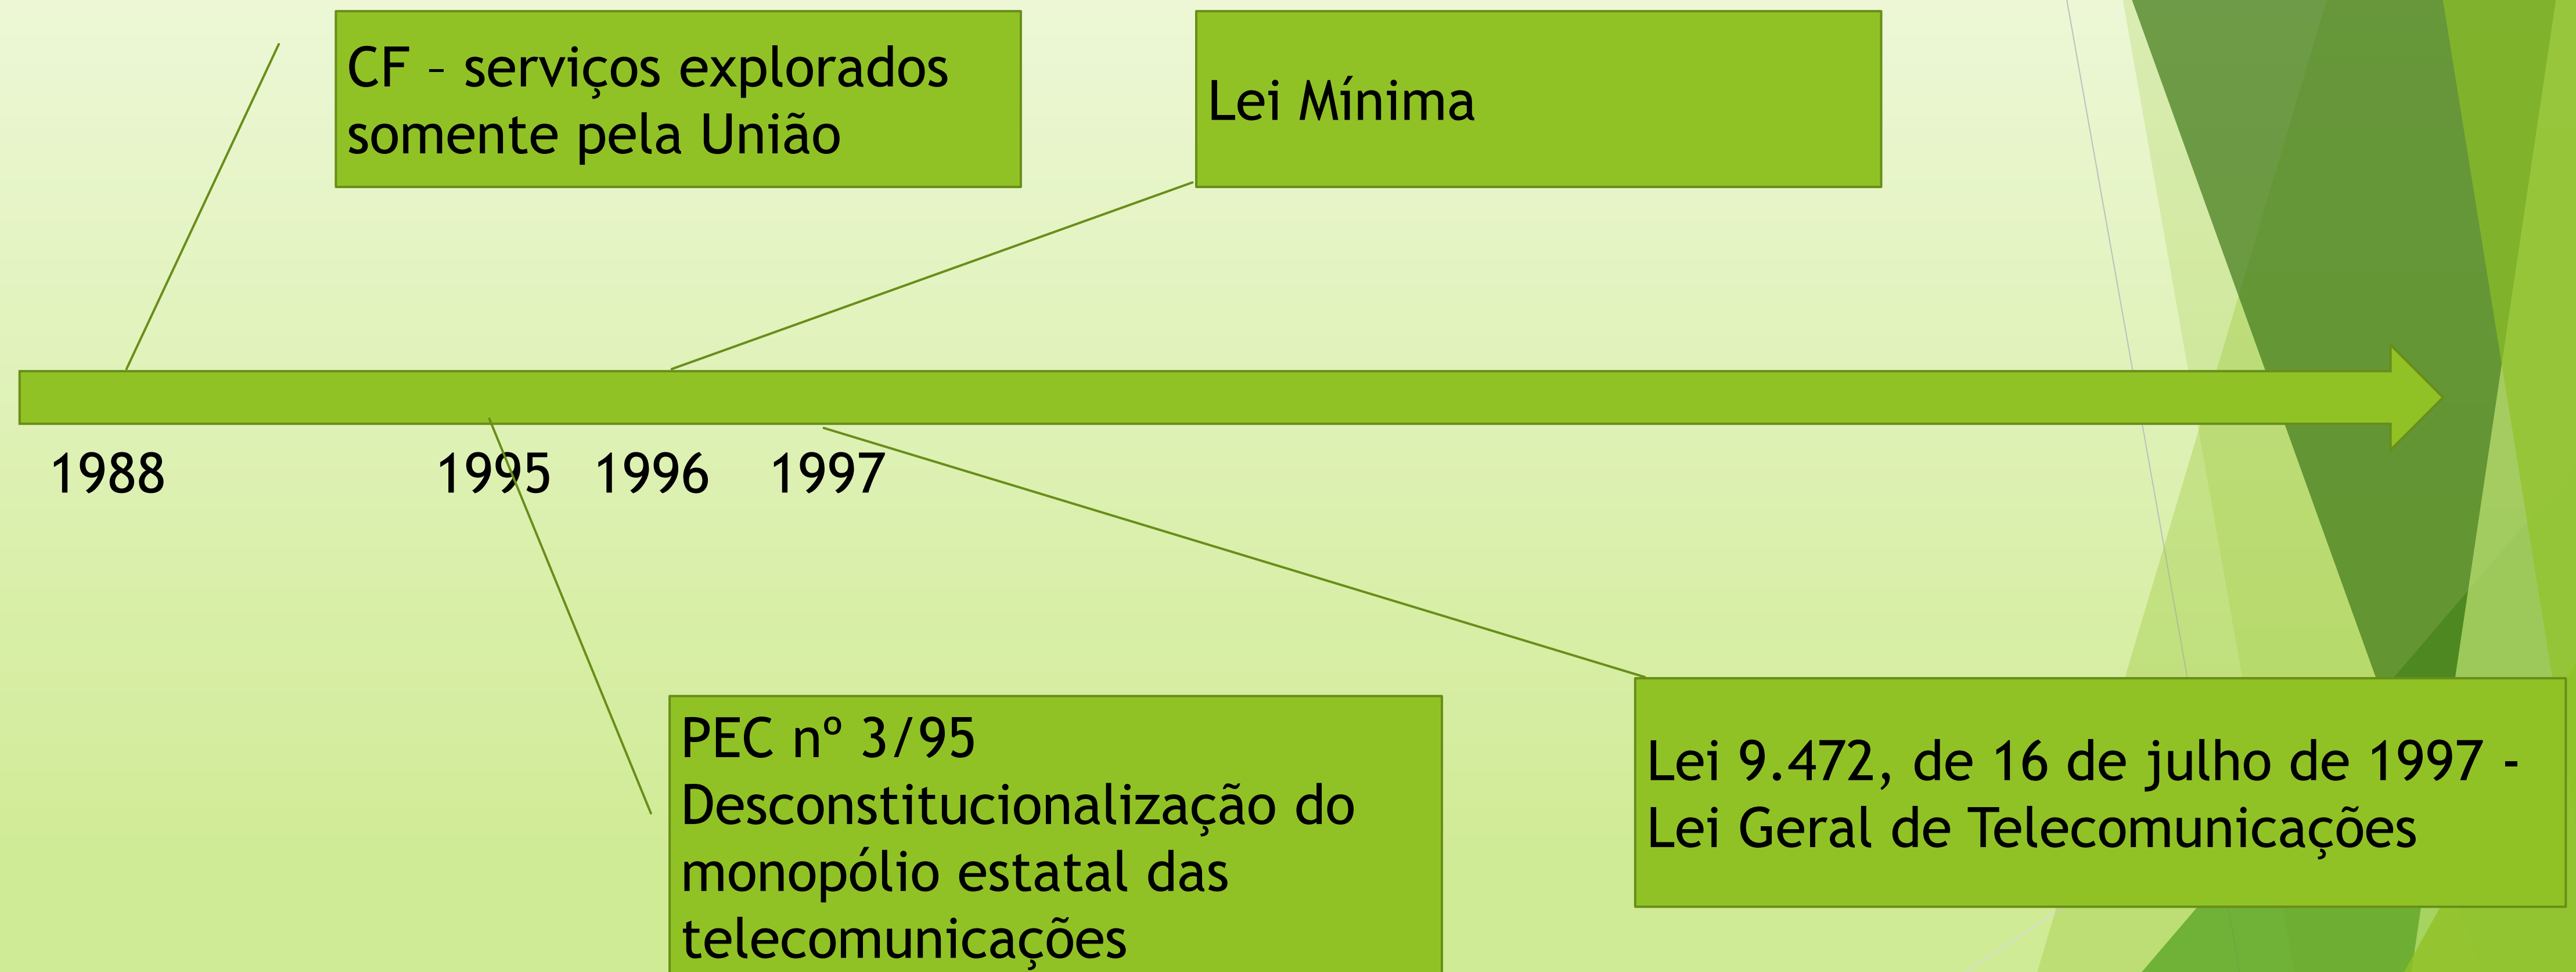 CF – serviços explorados
somente pela União
Lei Mínima
1988
1995
1996
1997
PEC nº 3/95
Desconstitucionalização do
monopólio estatal das
telecomunicações
Lei 9.472, de 16 de julho de 1997 -
Lei Geral de Telecomunicações